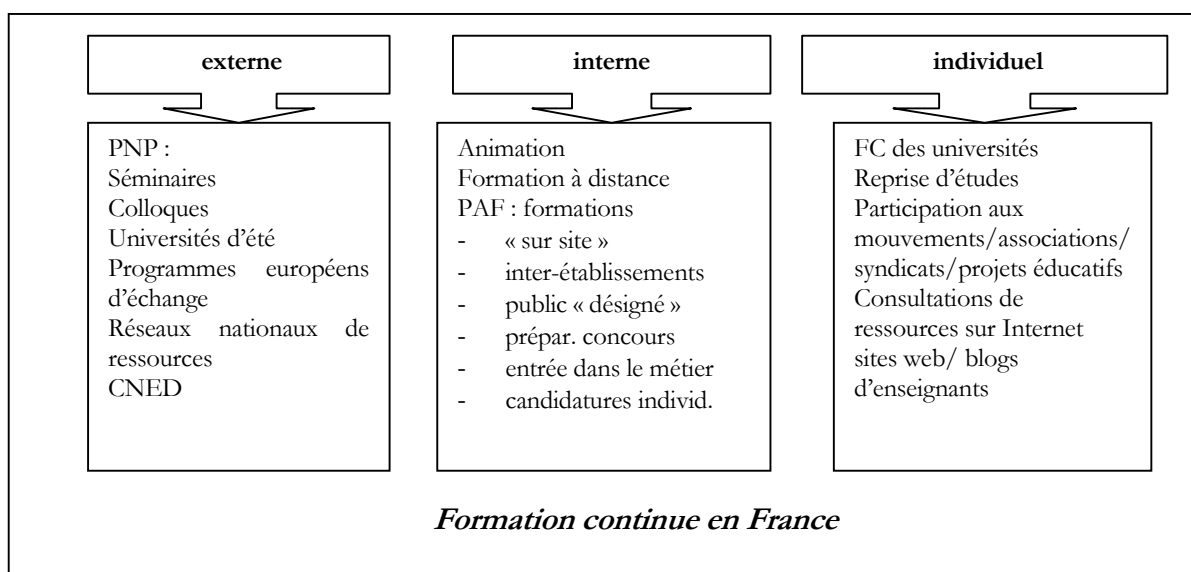 externe
PNP :
Séminaires
Colloques
Universités d'été
Programmes européens
d'échange
Réseaux nationaux de
ressources
CNED
interne
Animation
Formation à distance
PAF : formations
- « sur site »
- inter-établissements
- public « désigné »
- prépar. concours
- entrée dans le métier
- candidatures individ.
individuel
FC des universités
Reprise d'études
Participation aux
mouvements/associations/
syndicats/projets éducatifs
Consultations de
ressources sur Internet
sites web/ blogs
d'enseignants
Formation continue en France